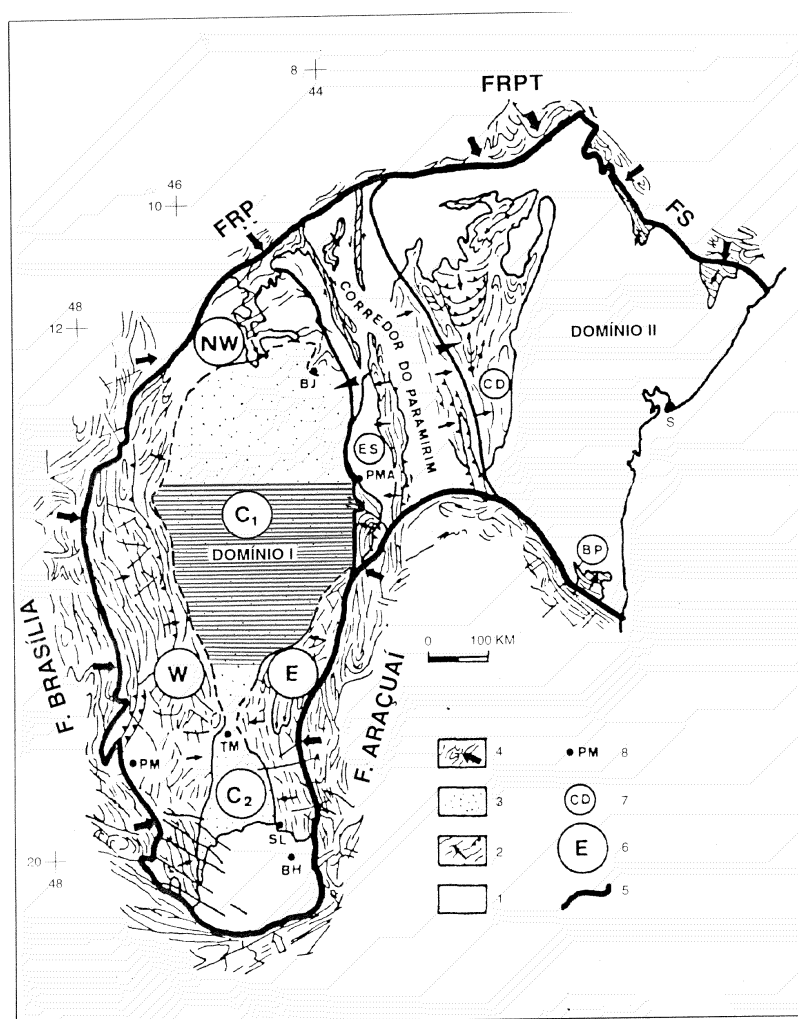 8
44
FRPT
46
10
FRP
FS
48
12
NW
CORREDOR DO PARAMIRIM
DOMÍNIO II
BJ
CD
S
ES
PMA
C1
DOMÍNIO I
BP
0 100 KM
F. BRASÍLIA
W
E
F. ARAÇUAÍ
TM
PM
C2
SL
BH
20
48
4
PM 8
3
CD 7
2
E 6
1
5